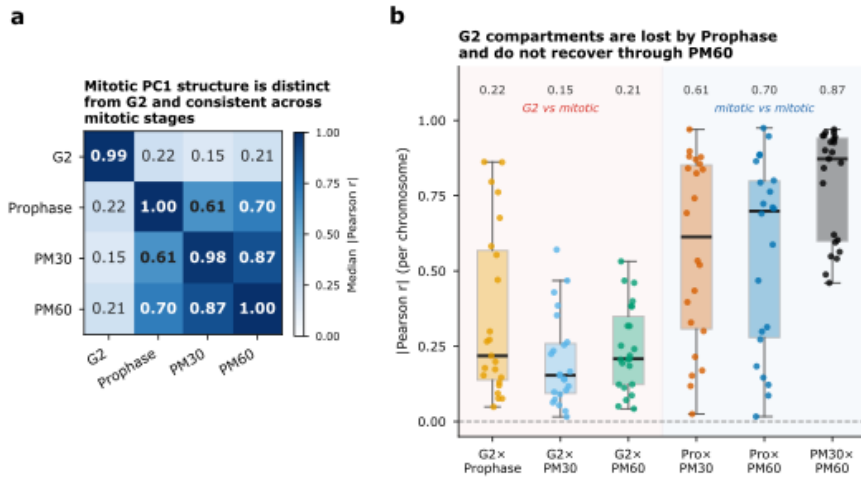 a
Mitotic PC1 structure is distinct
from G2 and consistent across
mitotic stages
G2
Prophase
PM30
PM60
0.99 0.22 0.15 0.21
0.22 1.00 0.61 0.70
0.15 0.61 0.98 0.87
0.21 0.70 0.87 1.00
G2
Prophase
PM30
PM60
1.00
0.75
0.50
0.25
0.00
Median |Pearson r|
b
G2 compartments are lost by Prophase
and do not recover through PM60
0.22 0.15 0.21 0.61 0.70 0.87
G2 vs mitotic
mitotic vs mitotic
|Pearson r| (per chromosome)
1.00
0.75
0.50
0.25
0.00
G2×
Prophase
G2×
PM30
G2×
PM60
Pro×
PM30
Pro×
PM60
PM30×
PM60